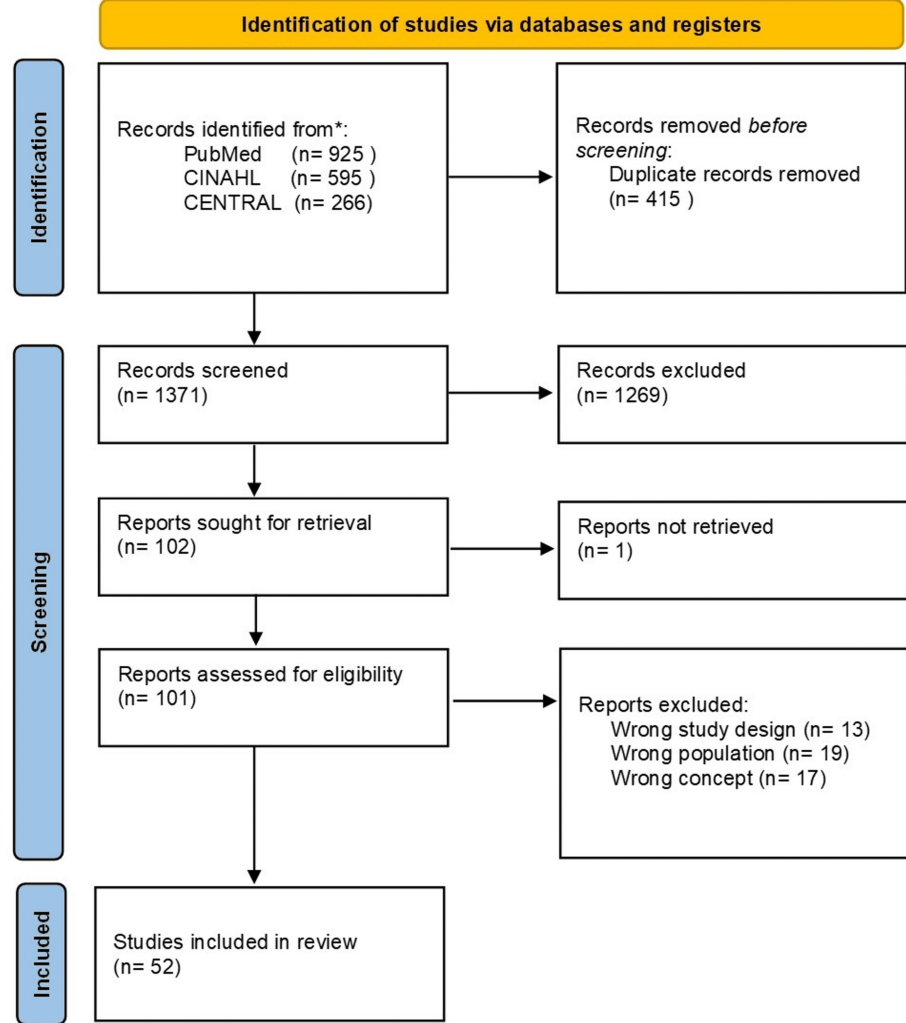 Identification of studies via databases and registers
Identification
Records identified from*:
PubMed (n= 925 )
CINAHL (n= 595 )
CENTRAL (n= 266)
Records removed before
screening:
Duplicate records removed
(n= 415 )
Screening
Records screened
(n= 1371)
Records excluded
(n= 1269)
Reports sought for retrieval
(n= 102)
Reports not retrieved
(n= 1)
Reports assessed for eligibility
(n= 101)
Reports excluded:
Wrong study design (n= 13)
Wrong population (n= 19)
Wrong concept (n= 17)
Included
Studies included in review
(n= 52)